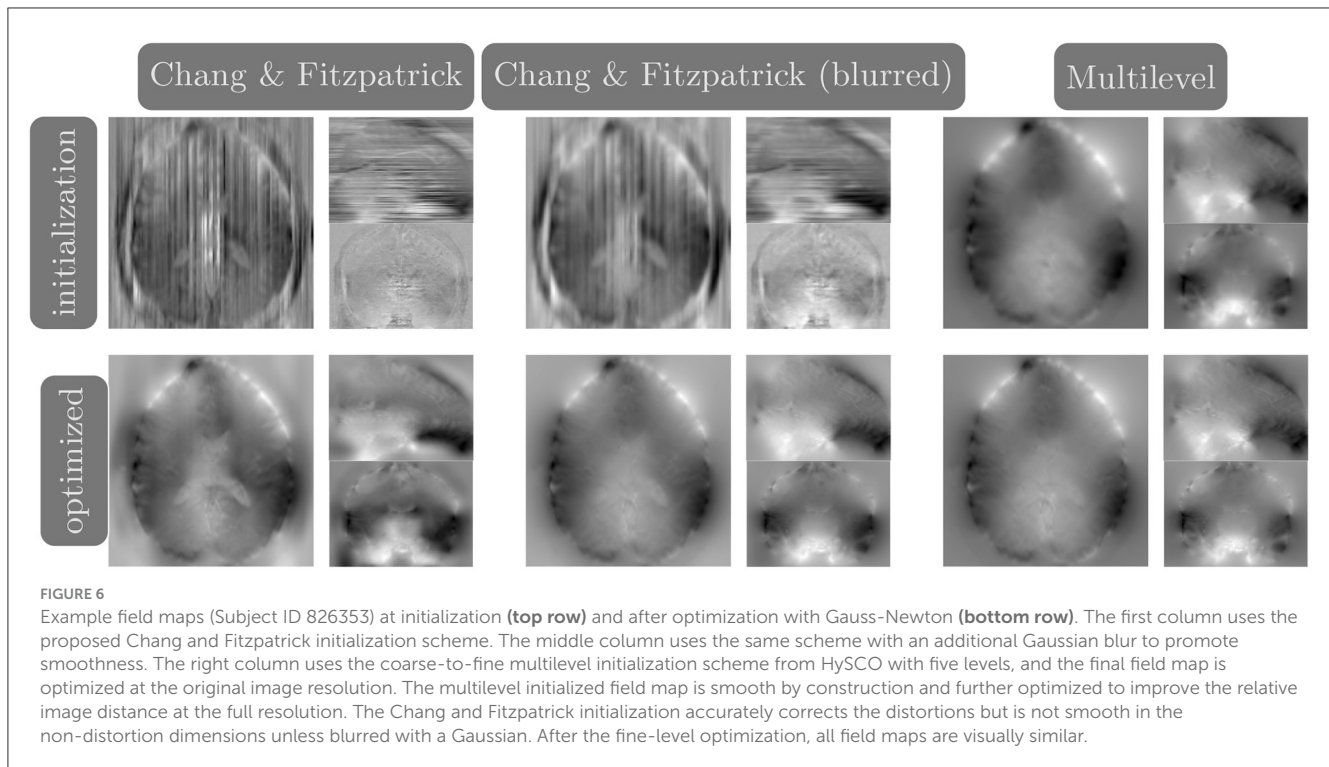 Chang & Fitzpatrick
Chang & Fitzpatrick (blurred)
Multilevel
initialization
optimized
FIGURE 6
Example field maps (Subject ID 826353) at initialization (top row) and after optimization with Gauss-Newton (bottom row). The first column uses the
proposed Chang and Fitzpatrick initialization scheme. The middle column uses the same scheme with an additional Gaussian blur to promote
smoothness. The right column uses the coarse-to-fine multilevel initialization scheme from HySCO with five levels, and the final field map is
optimized at the original image resolution. The multilevel initialized field map is smooth by construction and further optimized to improve the relative
image distance at the full resolution. The Chang and Fitzpatrick initialization accurately corrects the distortions but is not smooth in the
non-distortion dimensions unless blurred with a Gaussian. After the fine-level optimization, all field maps are visually similar.